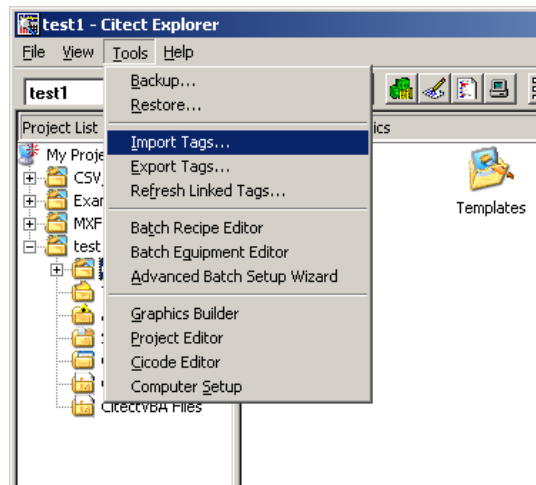 test1 - Citect Explorer
File View Tools Help
test1
Backup...
Restore...
Project List
ics
Import Tags...
My Proje
Export Tags...
CSV_
Refresh Linked Tags...
Exar
Templates
MXF
Batch Recipe Editor
test
Batch Equipment Editor
Advanced Batch Setup Wizard
Graphics Builder
Project Editor
Cicode Editor
Computer Setup
CitectVBA Files